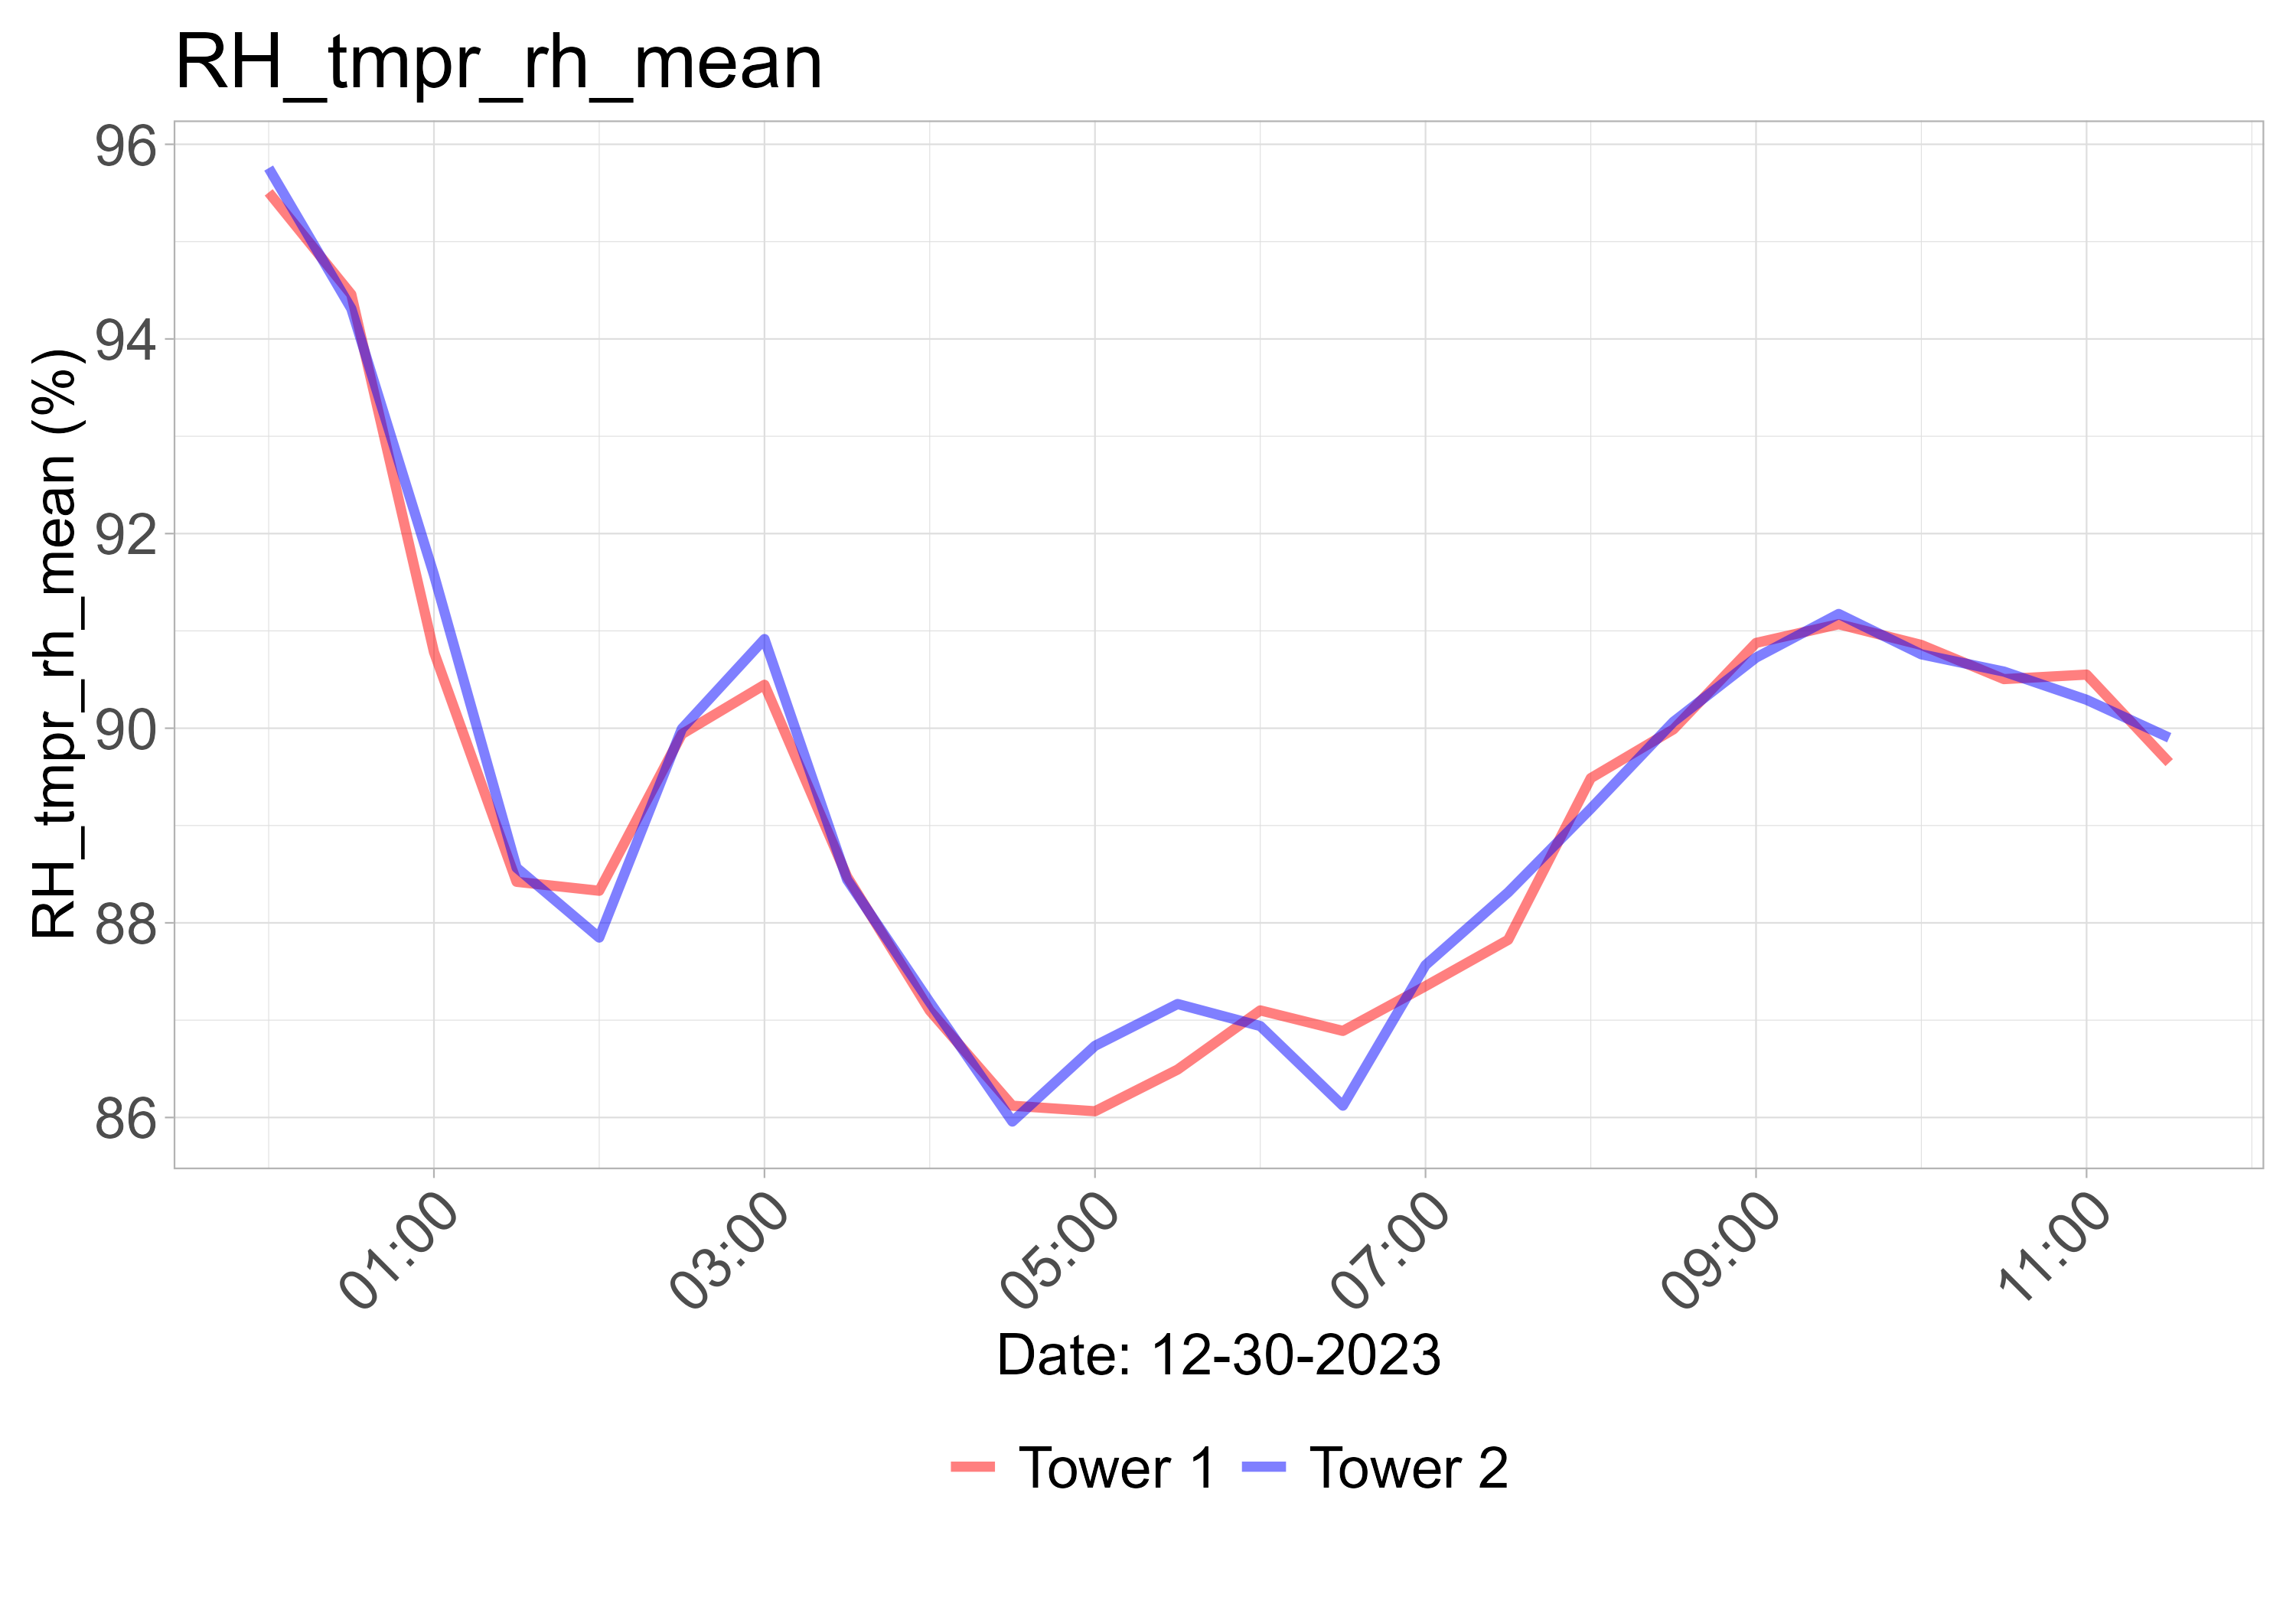 RH_tmpr_rh_mean
RH_tmpr_rh_mean (%)
96
94
92
90
88
86
01:00 03:00 05:00 07:00 09:00 11:00
Date: 12-30-2023
Tower 1 Tower 2